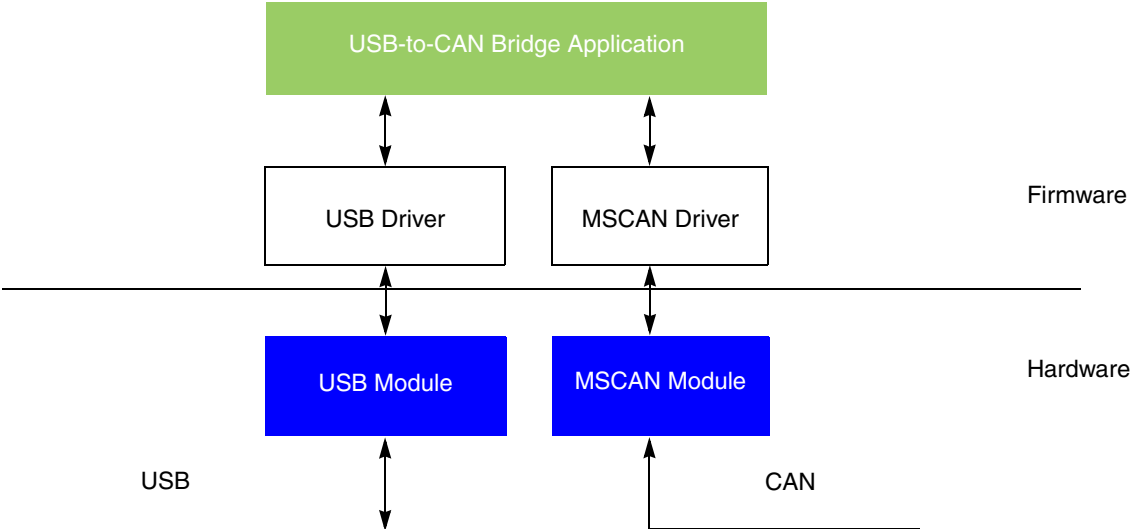 USB-to-CAN Bridge Application
USB Driver
MSCAN Driver
Firmware
USB Module
MSCAN Module
Hardware
USB
CAN